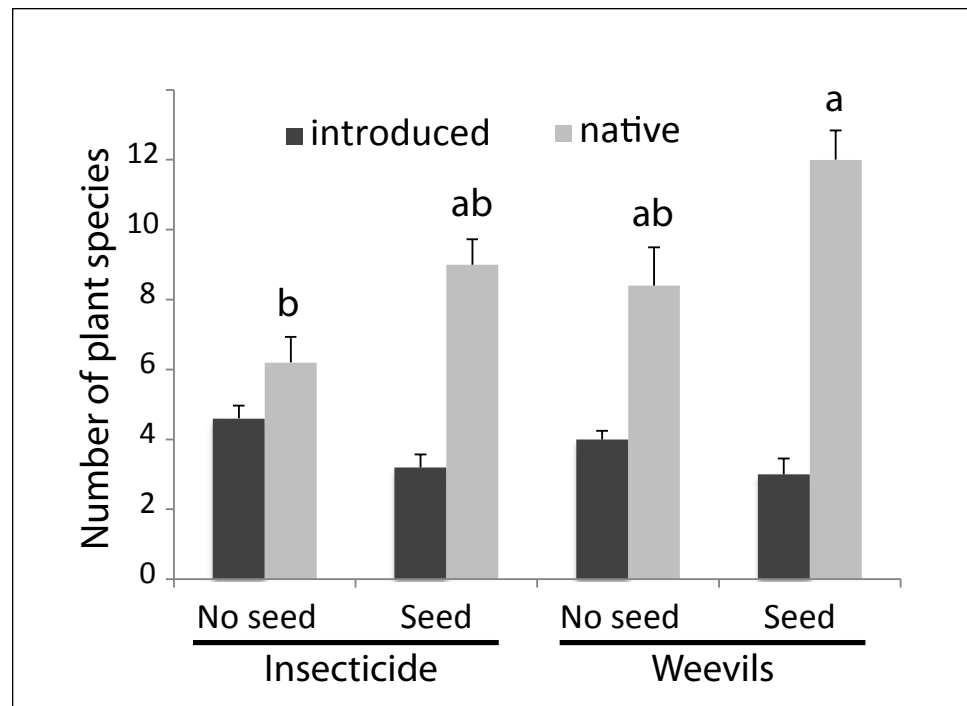 introduced native
a
ab
ab
b
Number of plant species
12
10
8
6
4
2
0
No seed Seed No seed Seed
Insecticide Weevils